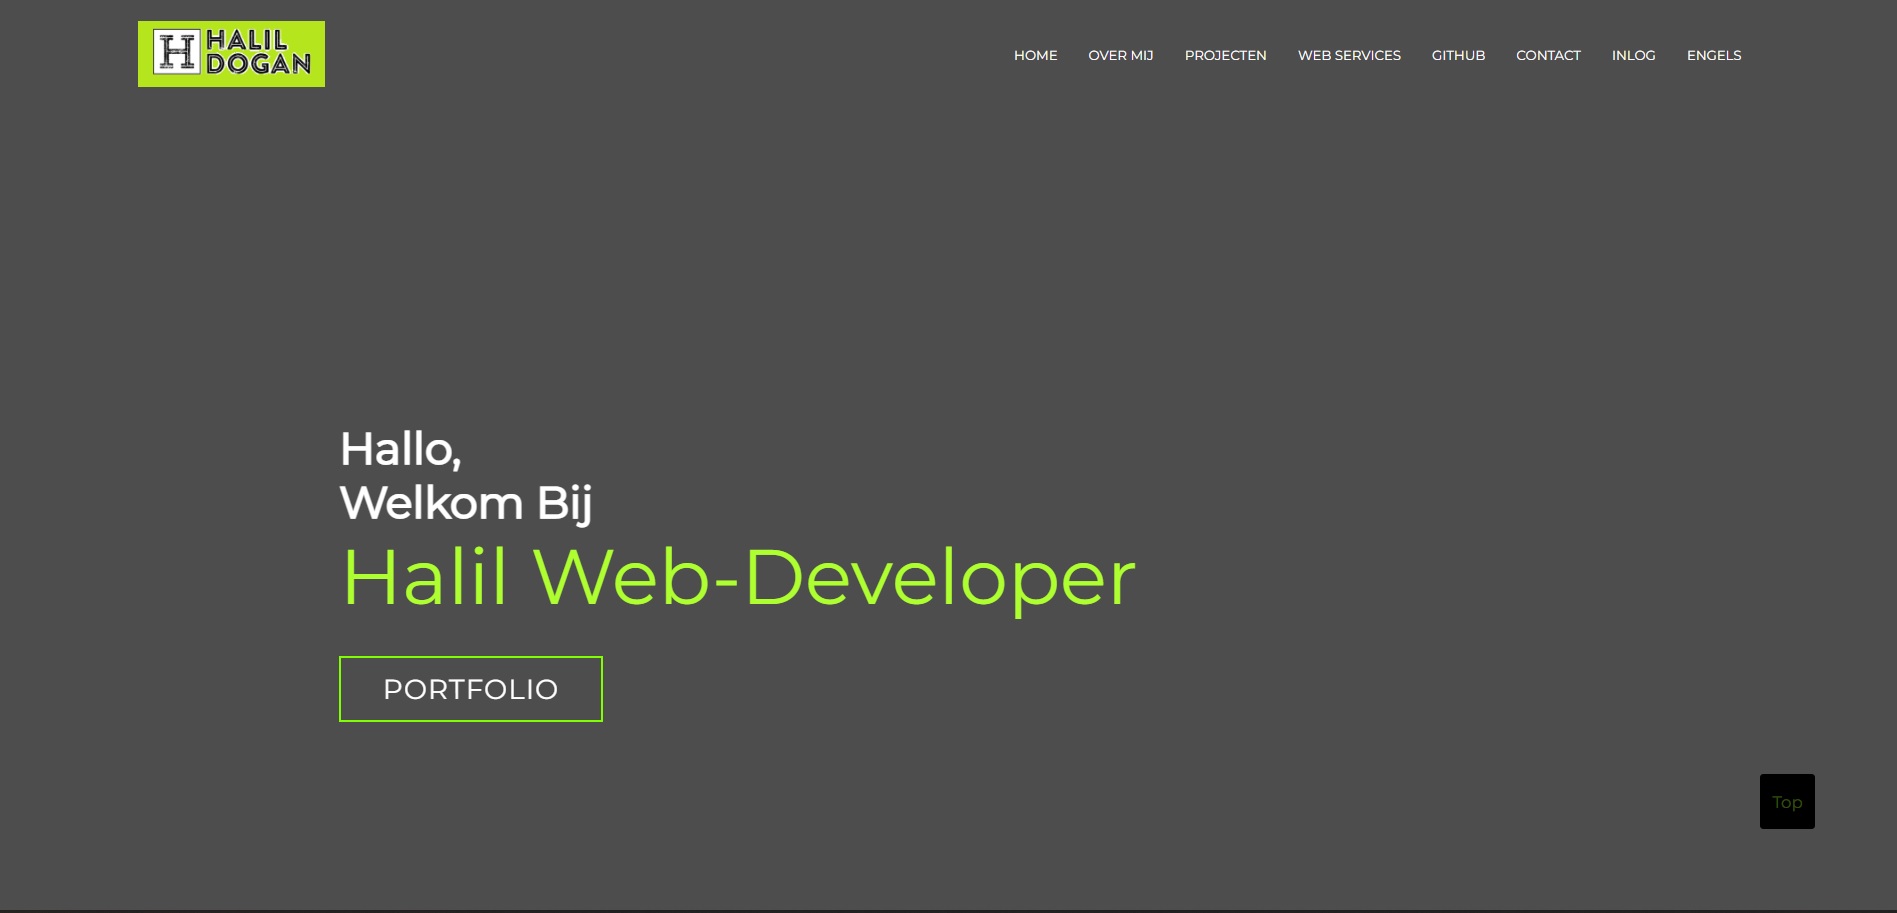 H HALIL
DOGAN
HOME OVER MIJ PROJECTEN WEB SERVICES GITHUB CONTACT INLOG ENGELS
Hallo,
Welkom Bij
Halil Web-Developer
PORTFOLIO
Top